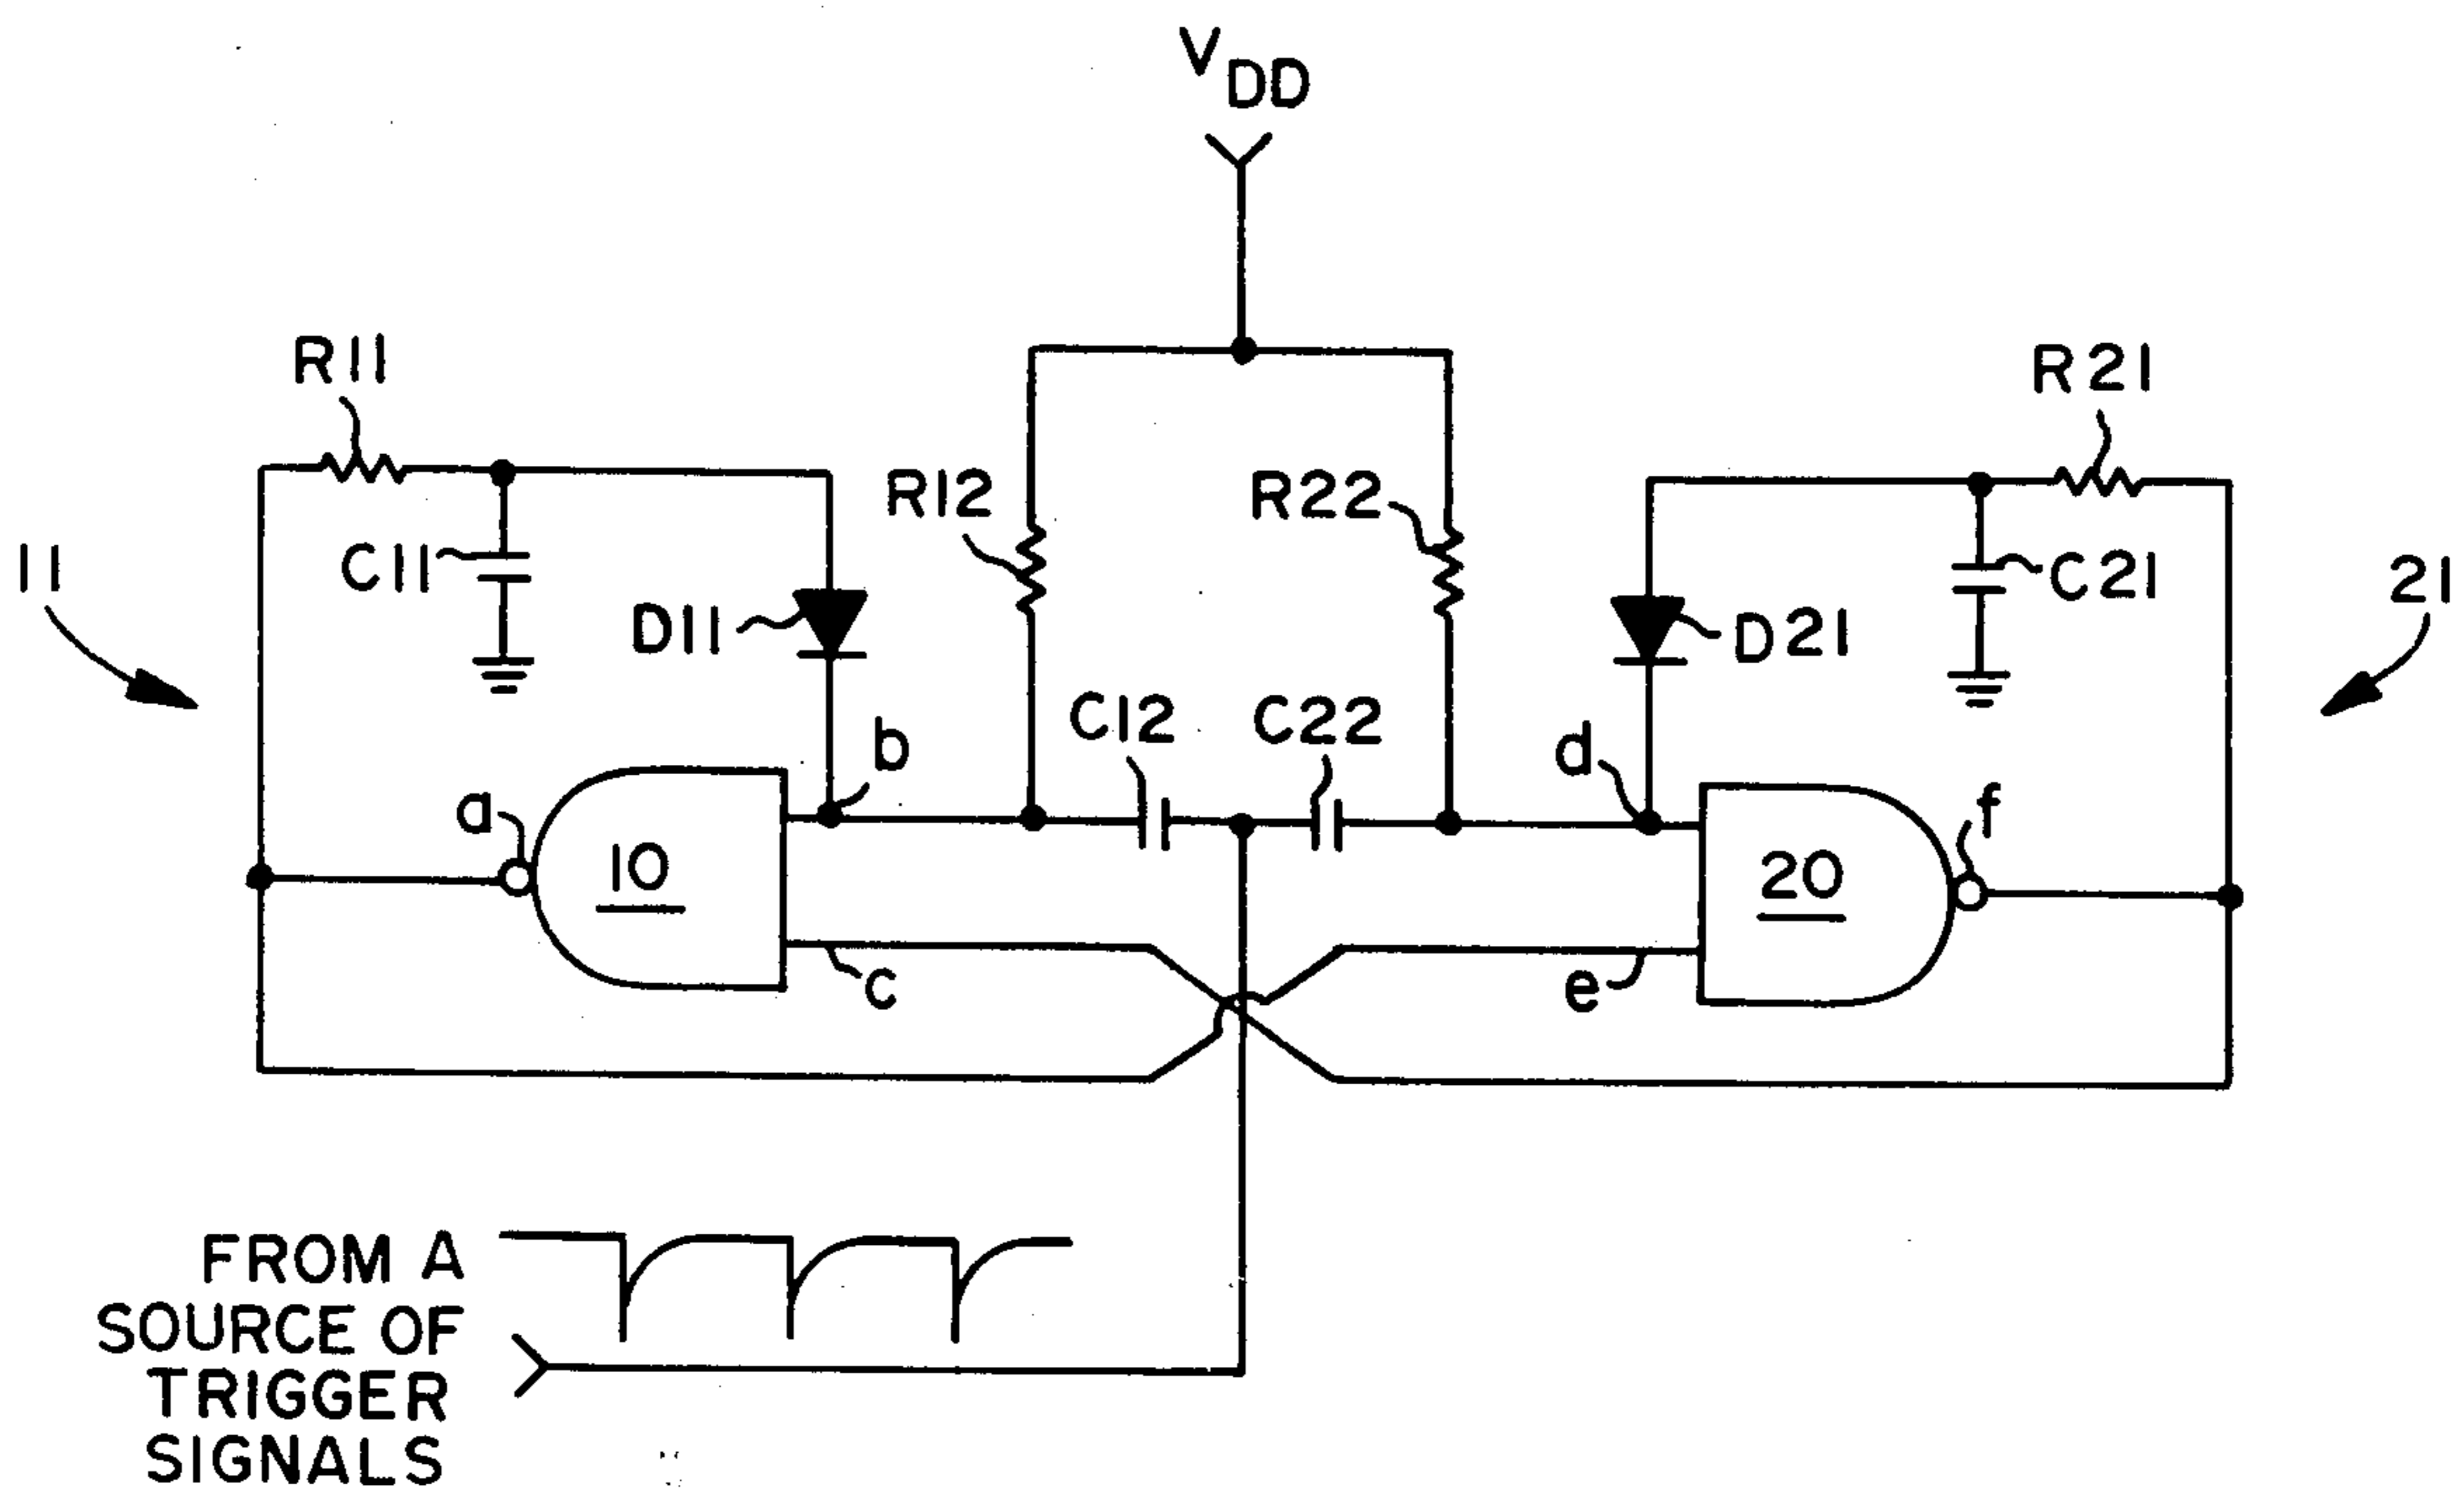 VDD
R11
R21
R12
R22
11
C11
C21
21
D11
D21
C12
C22
b
d
a
f
10
20
c
e
FROM A
SOURCE OF
TRIGGER
SIGNALS